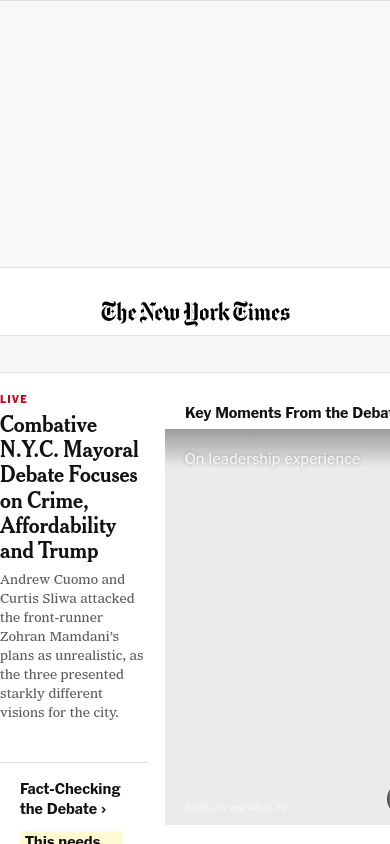 The New York Times
LIVE
Combative
N.Y.C. Mayoral
Debate Focuses
on Crime,
Affordability
and Trump
Andrew Cuomo and
Curtis Sliwa attacked
the front-runner
Zohran Mamdani’s
plans as unrealistic, as
the three presented
starkly different
visions for the city.
Fact-Checking
the Debate ›
This needs
Key Moments From the Debat
On leadership experience
WNBC-TV and WNJU-TV